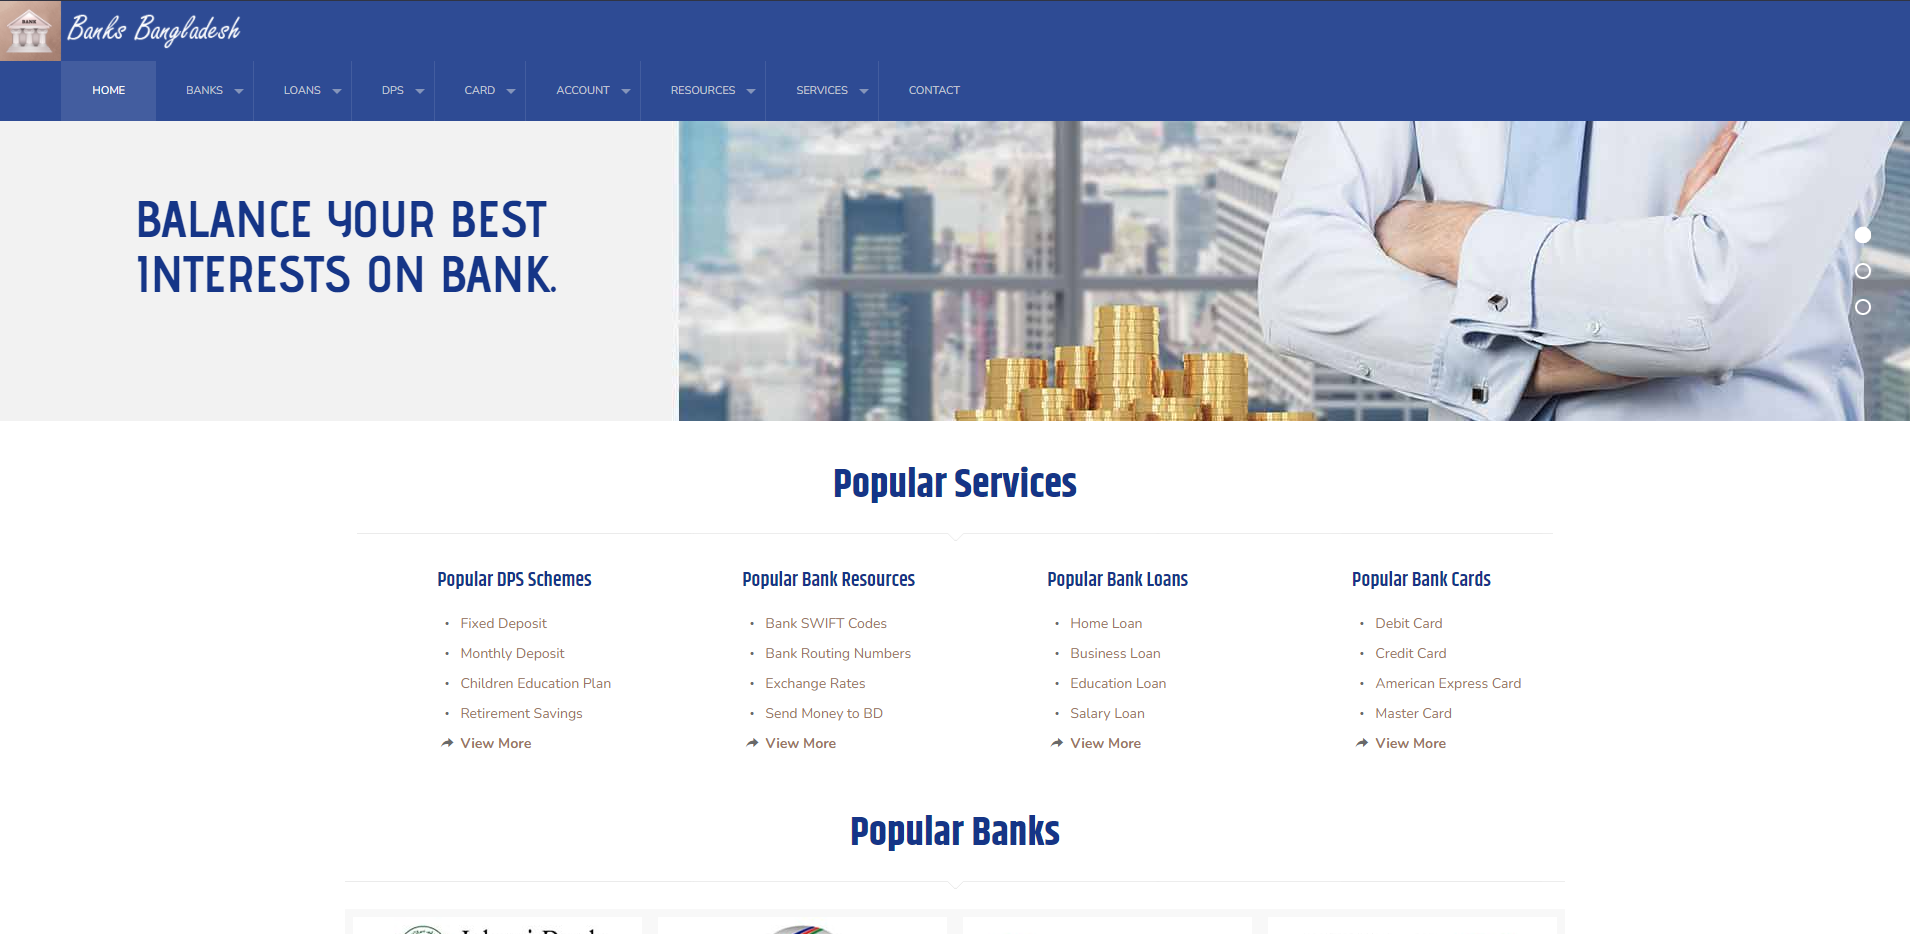 BANK
Banks Bangladesh
HOME
BANKS
LOANS
DPS
CARD
ACCOUNT
RESOURCES
SERVICES
CONTACT
BALANCE YOUR BEST
INTERESTS ON BANK.
Popular Services
Popular DPS Schemes
Fixed Deposit
Monthly Deposit
Children Education Plan
Retirement Savings
View More
Popular Bank Resources
Bank SWIFT Codes
Bank Routing Numbers
Exchange Rates
Send Money to BD
View More
Popular Bank Loans
Home Loan
Business Loan
Education Loan
Salary Loan
View More
Popular Bank Cards
Debit Card
Credit Card
American Express Card
Master Card
View More
Popular Banks